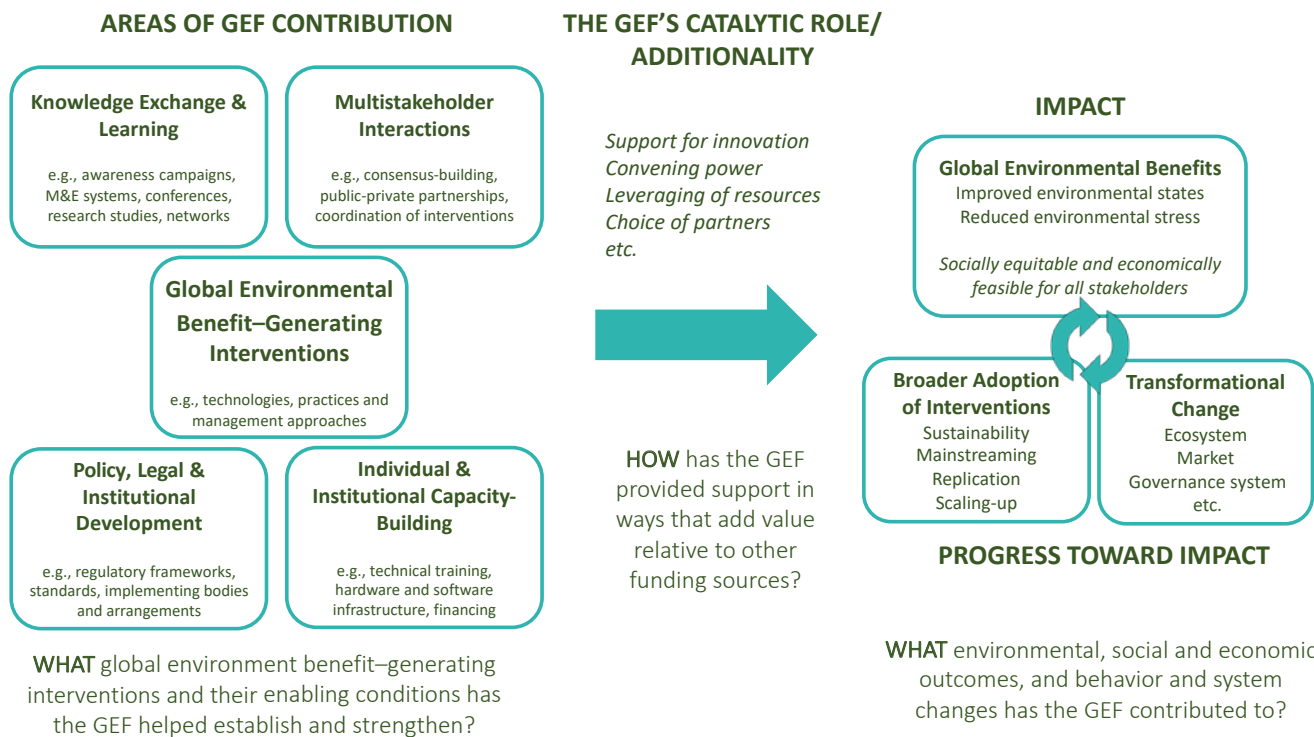 AREAS OF GEF CONTRIBUTION
Knowledge Exchange &
Learning
e.g., awareness campaigns,
M&E systems, conferences,
research studies, networks
Multistakeholder
Interactions
e.g., consensus-building,
public-private partnerships,
coordination of interventions
Global Environmental
Benefit–Generating
Interventions
e.g., technologies, practices and
management approaches
Policy, Legal &
Institutional
Development
e.g., regulatory frameworks,
standards, implementing bodies
and arrangements
Individual &
Institutional Capacity-
Building
e.g., technical training,
hardware and software
infrastructure, financing
WHAT global environment benefit–generating
interventions and their enabling conditions has
the GEF helped establish and strengthen?
THE GEF'S CATALYTIC ROLE/
ADDITIONALITY
Support for innovation
Convening power
Leveraging of resources
Choice of partners
etc.
HOW has the GEF
provided support in
ways that add value
relative to other
funding sources?
IMPACT
Global Environmental Benefits
Improved environmental states
Reduced environmental stress
Socially equitable and economically
feasible for all stakeholders
Broader Adoption
of Interventions
Sustainability
Mainstreaming
Replication
Scaling-up
Transformational
Change
Ecosystem
Market
Governance system
etc.
PROGRESS TOWARD IMPACT
WHAT environmental, social and economic
outcomes, and behavior and system
changes has the GEF contributed to?